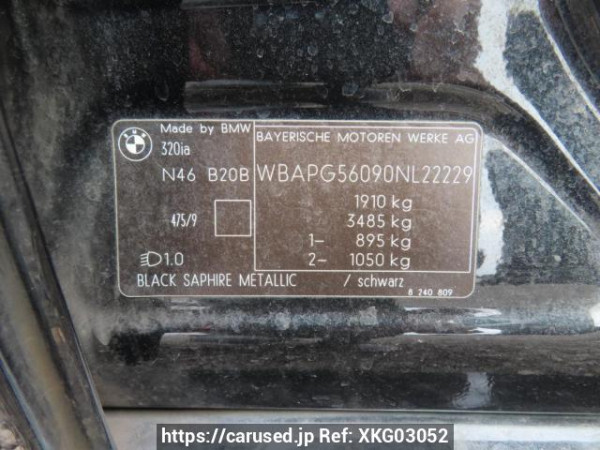 BMW
Made by BMW
320ia
N46 B20B
475/9
1.0
BAYERISCHE MOTOREN WERKE AG
WBAPG56090NL22229
1910 kg
3485 kg
1- 895 kg
2- 1050 kg
BLACK SAPHIRE METALLIC / schwarz
8 240 809
https://carused.jp Ref: XKG03052